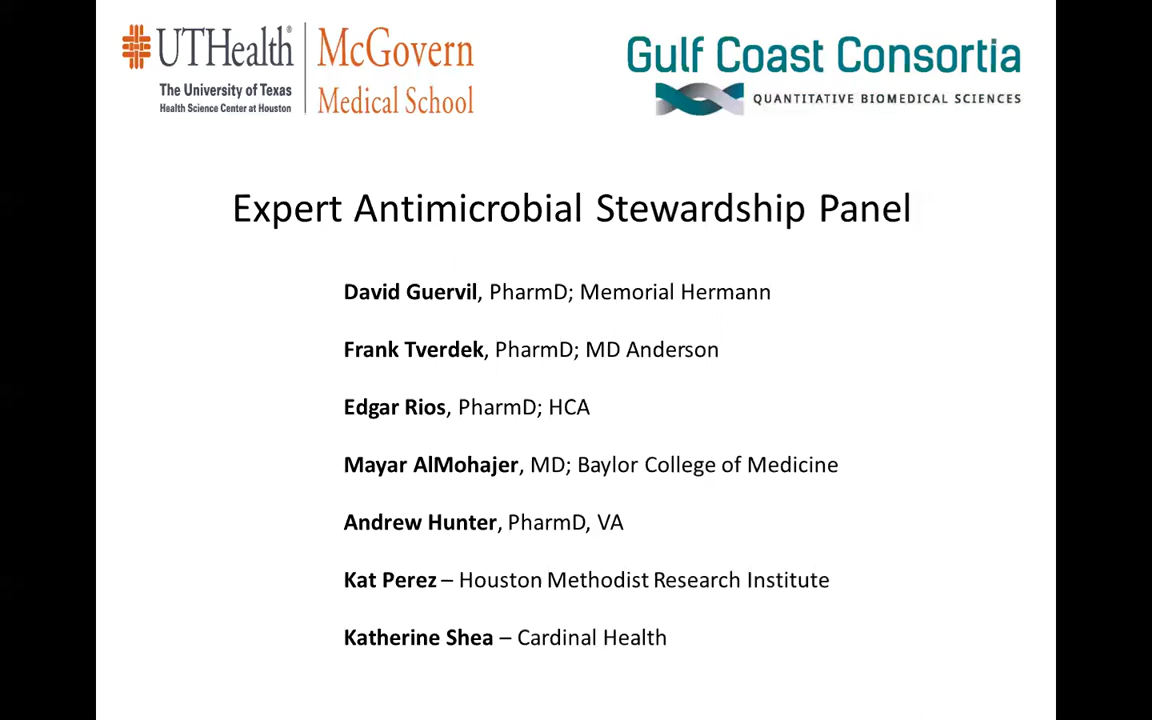 UTHealth®
The University of Texas
Health Science Center at Houston
McGovern
Medical School
Gulf Coast Consortia
QUANTITATIVE BIOMEDICAL SCIENCES
Expert Antimicrobial Stewardship Panel
David Guervil, PharmD; Memorial Hermann
Frank Tverdek, PharmD; MD Anderson
Edgar Rios, PharmD; HCA
Mayar AlMohajer, MD; Baylor College of Medicine
Andrew Hunter, PharmD, VA
Kat Perez – Houston Methodist Research Institute
Katherine Shea – Cardinal Health